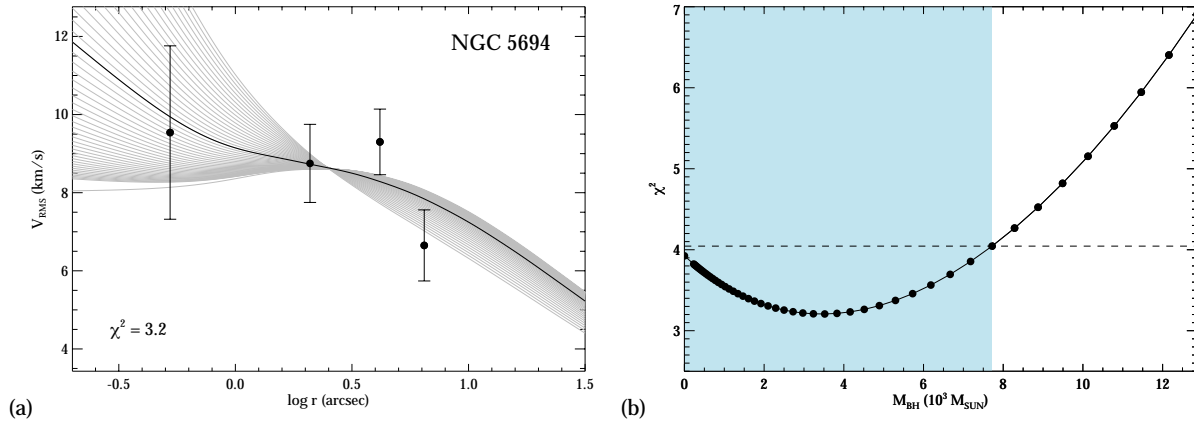 NGC 5694
12
10
8
6
4
V_RMS (km/s)
χ² = 3.2
-0.5 0.0 0.5 1.0 1.5
log r (arcsec)
(a)
7
6
5
4
3
χ²
0 2 4 6 8 10 12
M_BH (10³ M_SUN)
(b)